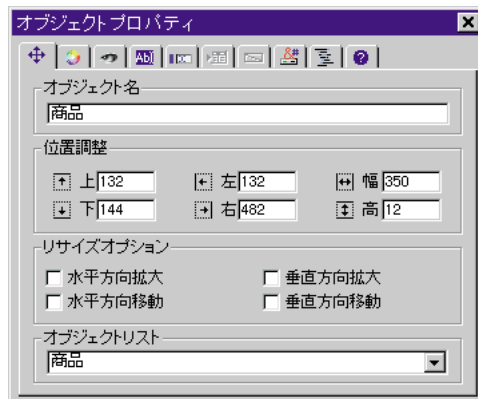 オブジェクトプロパティ
オブジェクト名
商品
位置調整
上 132 左 132 幅 350
下 144 右 482 高 12
リサイズオプション
水平方向拡大 垂直方向拡大
水平方向移動 垂直方向移動
オブジェクトリスト
商品